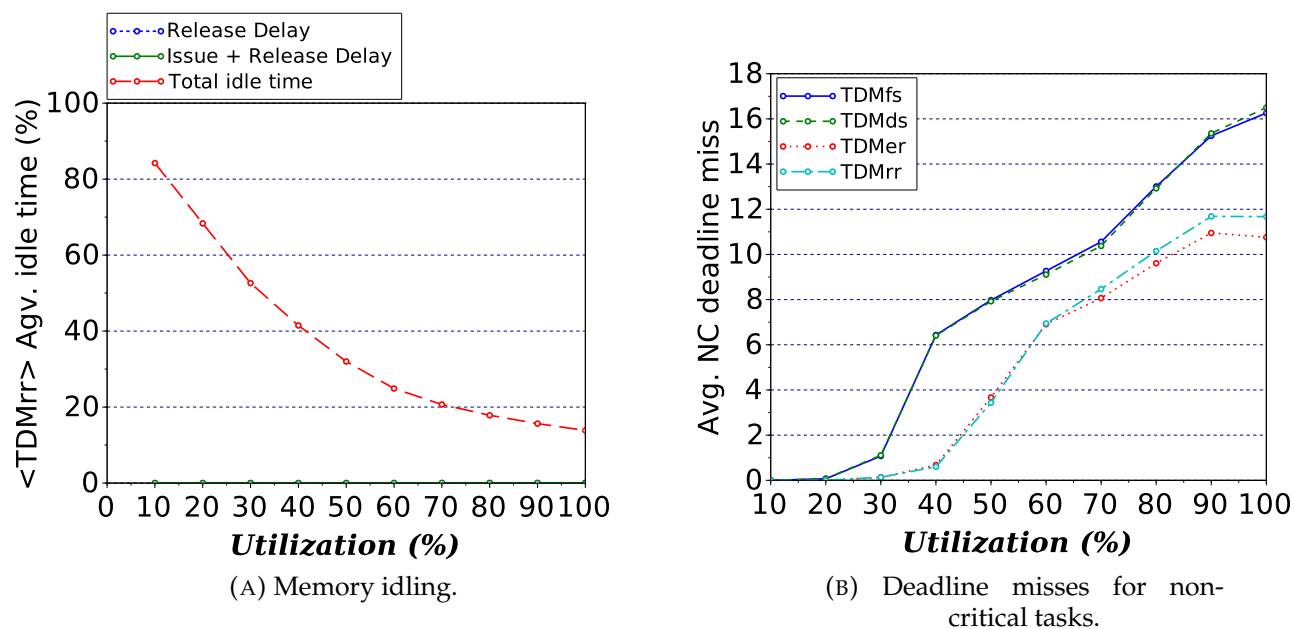 Release Delay
Issue + Release Delay
Total idle time
<TDMrr> Agv. idle time (%)
100
80
60
40
20
0
0 10 20 30 40 50 60 70 80 90 100
Utilization (%)
(A) Memory idling.
TDMfs
TDMds
TDMer
TDMrr
Avg. NC deadline miss
18
16
14
12
10
8
6
4
2
0
10 20 30 40 50 60 70 80 90 100
Utilization (%)
(B) Deadline misses for non-
critical tasks.